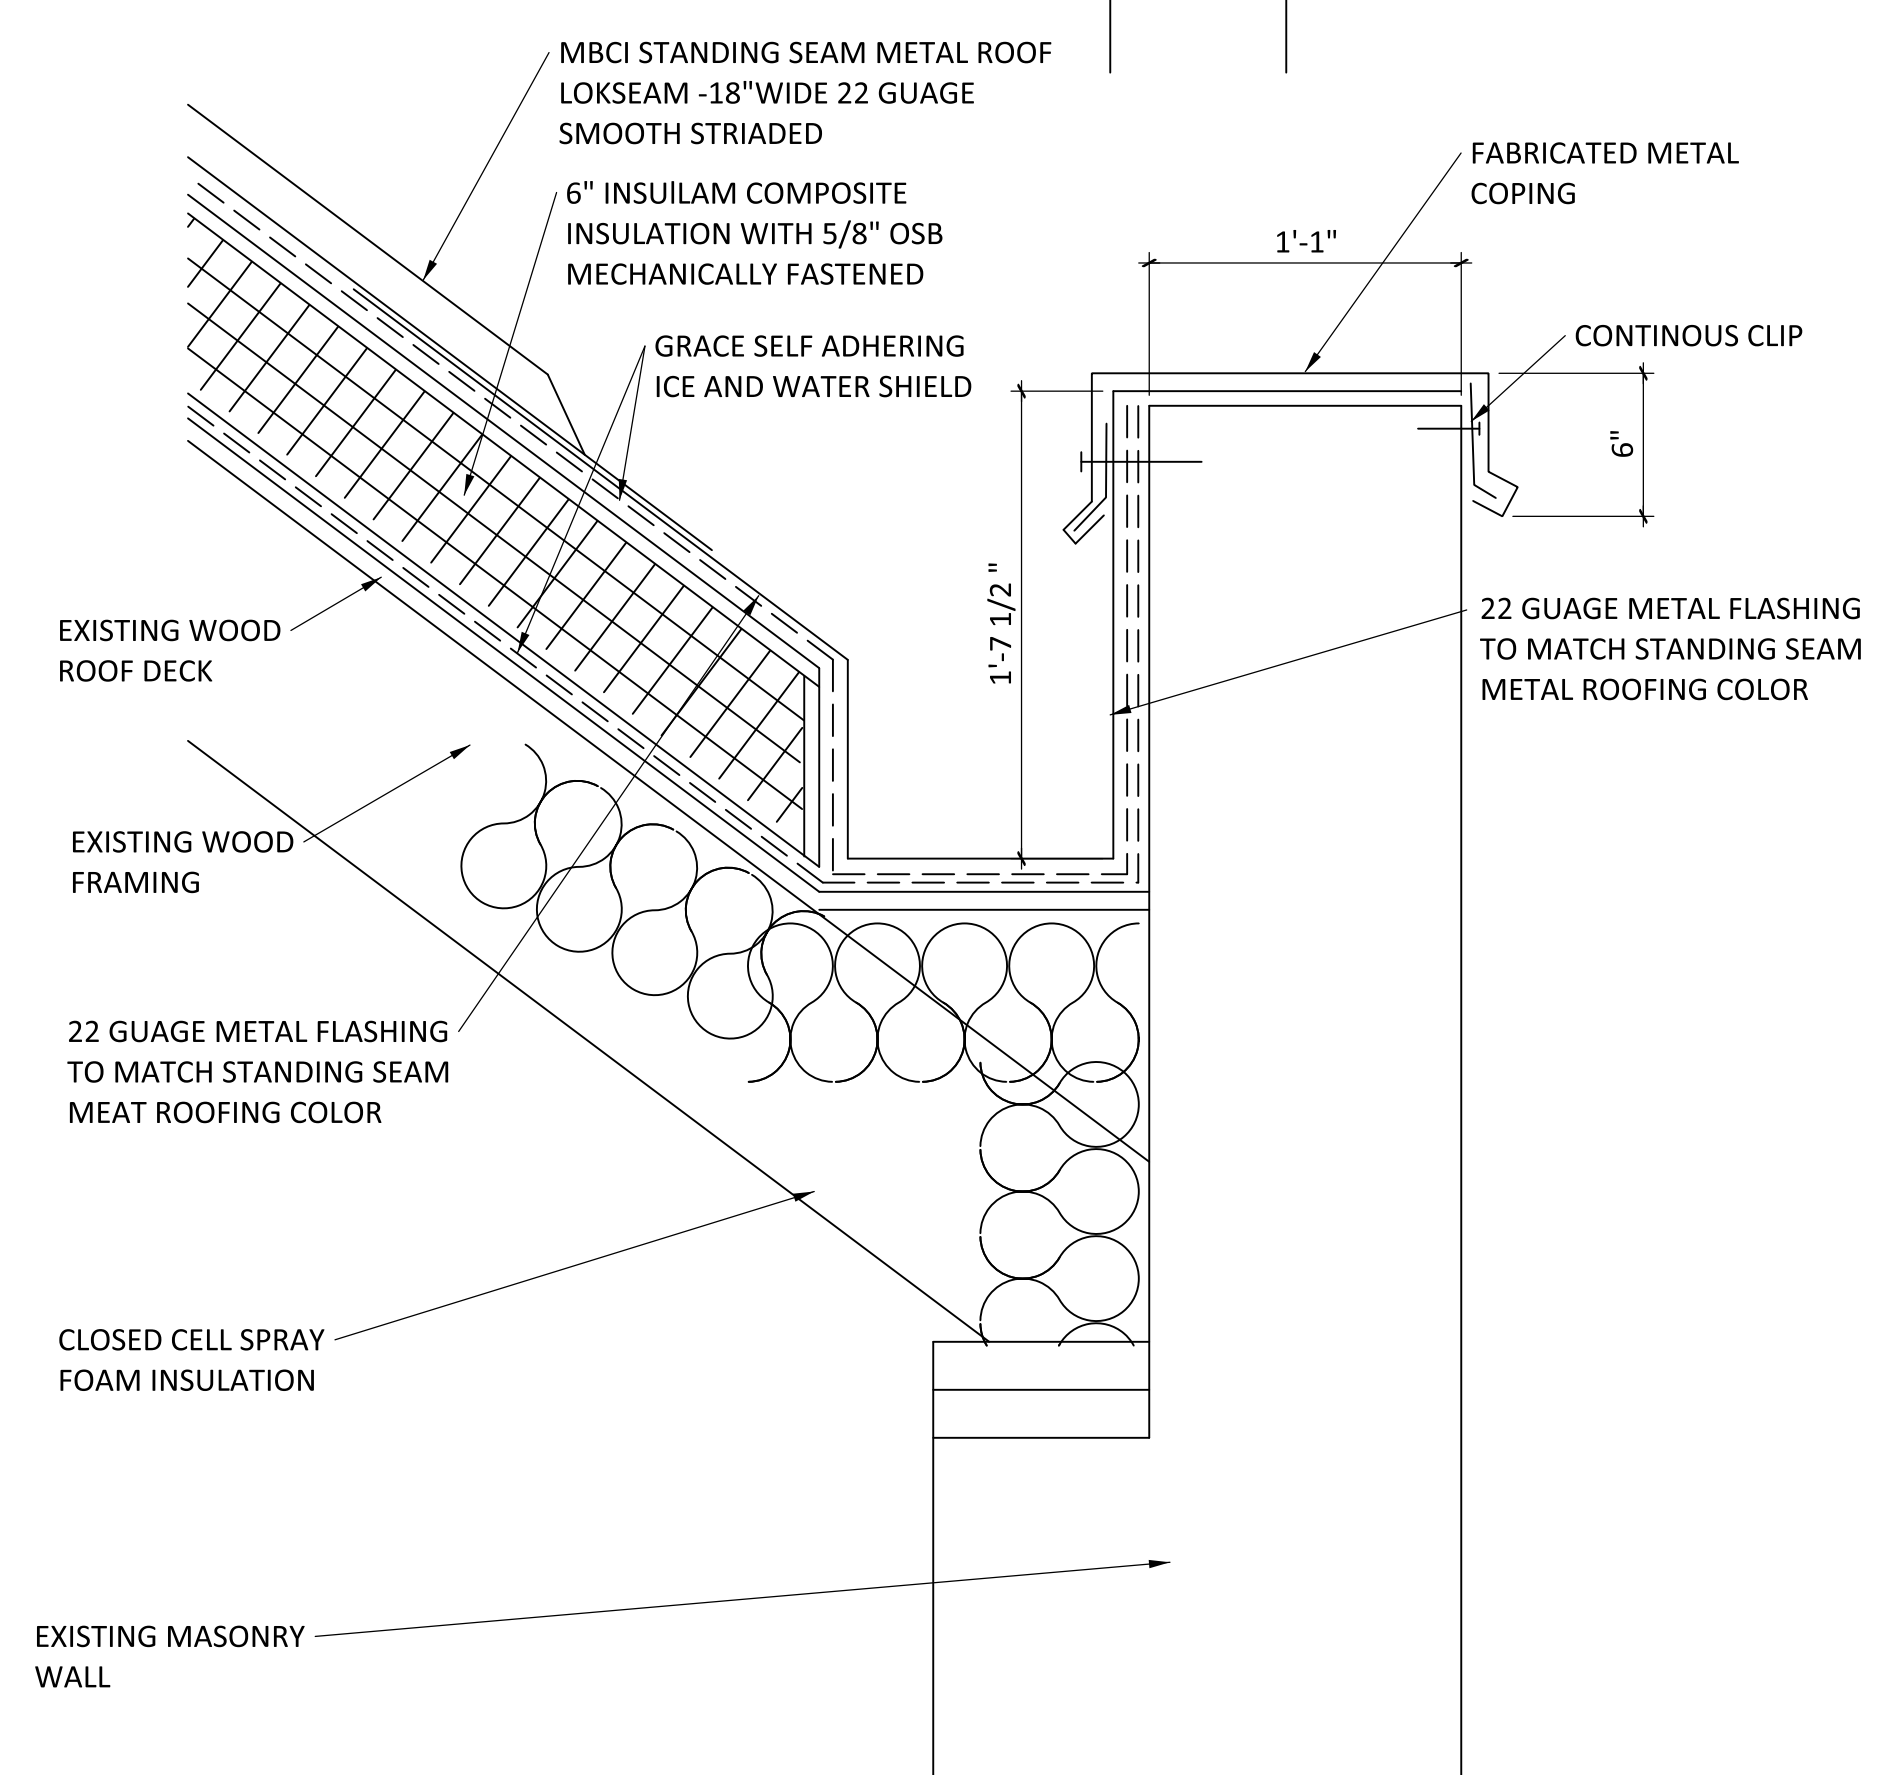 MBCI STANDING SEAM METAL ROOF
LOKSEAM -18"WIDE 22 GUAGE
SMOOTH STRIADED
6" INSUlLAM COMPOSITE
INSULATION WITH 5/8" OSB
MECHANICALLY FASTENED
GRACE SELF ADHERING
ICE AND WATER SHIELD
FABRICATED METAL
COPING
1'-1"
CONTINOUS CLIP
6"
1'-7 1/2 "
22 GUAGE METAL FLASHING
TO MATCH STANDING SEAM
METAL ROOFING COLOR
EXISTING WOOD
ROOF DECK
EXISTING WOOD
FRAMING
22 GUAGE METAL FLASHING
TO MATCH STANDING SEAM
MEAT ROOFING COLOR
CLOSED CELL SPRAY
FOAM INSULATION
EXISTING MASONRY
WALL